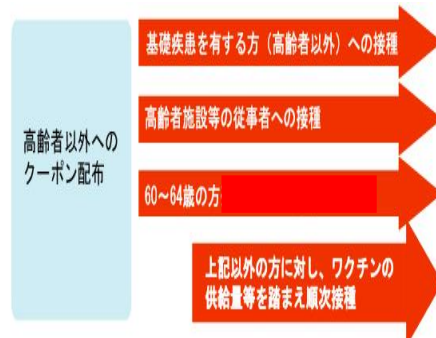 高齢者以外への
クーポン配布
基礎疾患を有する方（高齢者以外）への接種
高齢者施設等の従事者への接種
60～64歳の方
上記以外の方に対し、ワクチンの
供給量等を踏まえ順次接種